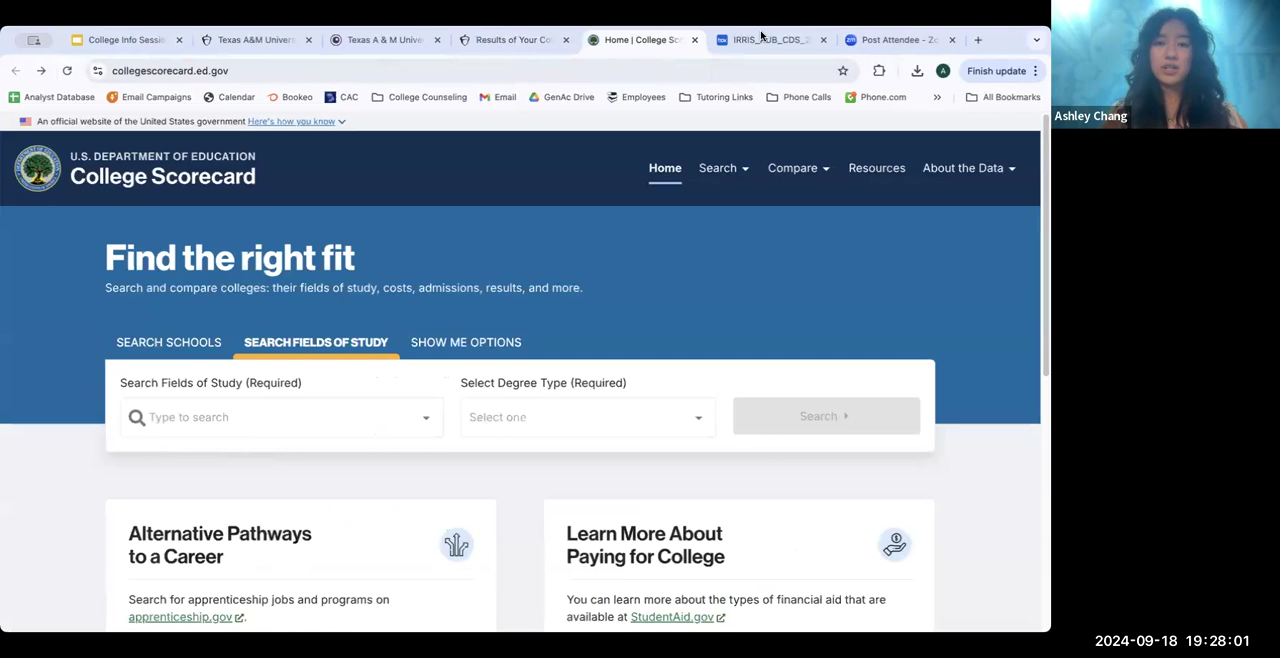 College Info Sessi
Texas A&M Univers
Texas A & M Unive
Results of Your Co
Home | College Sc
IRRIS_HUB_CDS_2
Post Attendee - Zo
collegescorecard.ed.gov
A
Finish update
Analyst Database
Email Campaigns
Calendar
Bookeo
CAC
College Counseling
Email
GenAc Drive
Employees
Tutoring Links
Phone Calls
Phone.com
»
All Bookmarks
An official website of the United States government Here's how you know
U.S. DEPARTMENT OF EDUCATION
College Scorecard
Home
Search
Compare
Resources
About the Data
Find the right fit
Search and compare colleges: their fields of study, costs, admissions, results, and more.
SEARCH SCHOOLS
SEARCH FIELDS OF STUDY
SHOW ME OPTIONS
Search Fields of Study (Required)
Select Degree Type (Required)
Type to search
Select one
Search
Alternative Pathways
to a Career
Search for apprenticeship jobs and programs on
apprenticeship.gov.
Learn More About
Paying for College
You can learn more about the types of financial aid that are
available at StudentAid.gov
Ashley Chang
2024-09-18 19:28:01